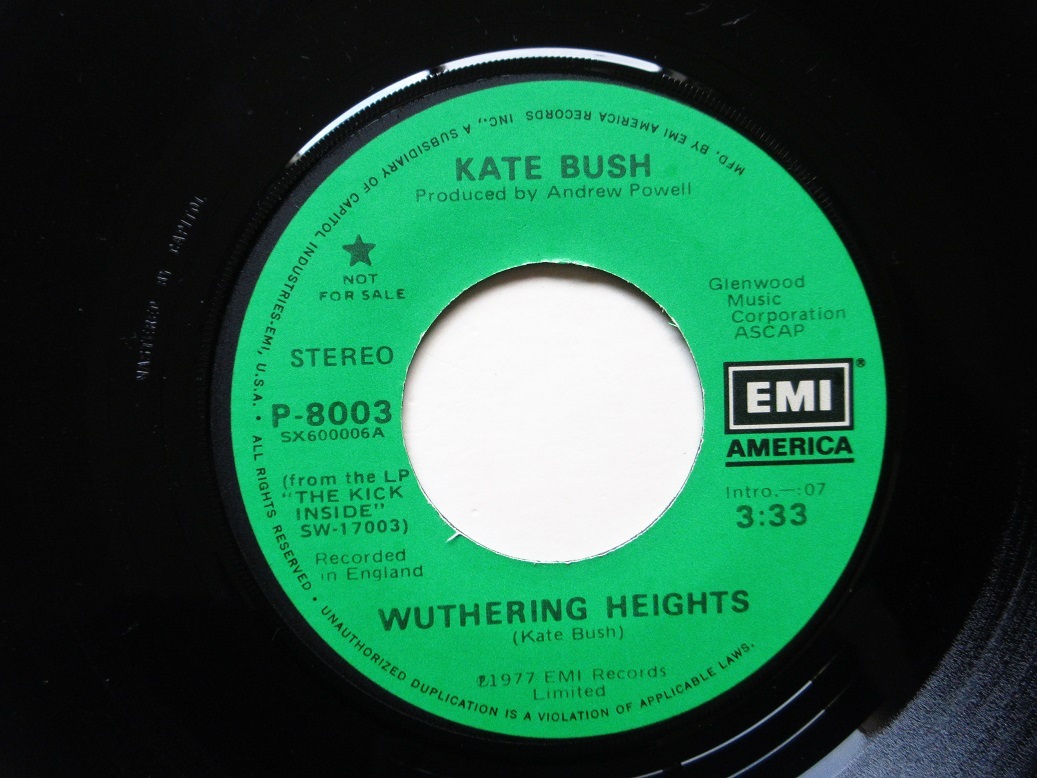 MFD. BY EMI AMERICA RECORDS, INC., A SUBSIDIARY OF CAPITOL INDUSTRIES-EMI, U.S.A. • ALL RIGHTS RESERVED • UNAUTHORIZED DUPLICATION IS A VIOLATION OF APPLICABLE LAWS.
KATE BUSH
Produced by Andrew Powell
★
NOT
FOR SALE
STEREO
P-8003
SX600006A
(from the LP
"THE KICK
INSIDE"
SW-17003)
Recorded
in England
Glenwood
Music
Corporation
ASCAP
EMI®
AMERICA
Intro.—:07
3:33
WUTHERING HEIGHTS
(Kate Bush)
℗1977 EMI Records
Limited
MASTERED BY CAPITOL